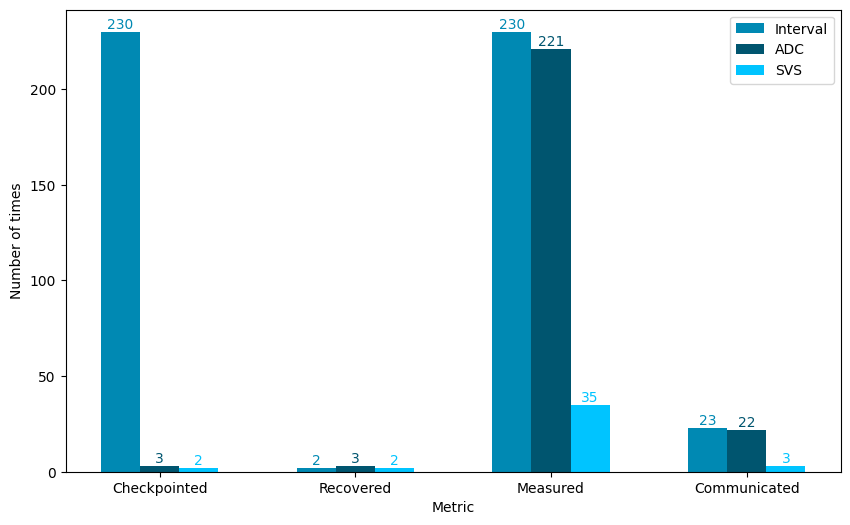 230
230
Interval
221
ADC
SVS
200
150
Number of times
100
50
35
23
22
3
2
2
3
2
3
0
Checkpointed
Recovered
Measured
Communicated
Metric